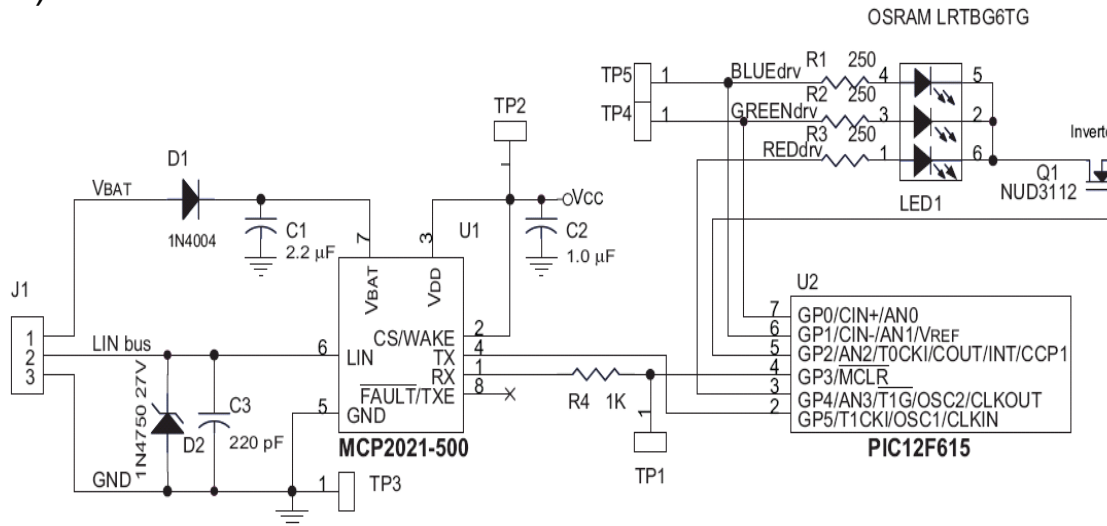 OSRAM LRTBG6TG
TP5 1 BLUEdrv R1 250 4 5
TP4 1 GREENdrv R2 250 3 2
REDdrv R3 250 1 6
Q1
NUD3112
LED1
TP2
1
D1
VBAT
1N4004
C1
2.2 µF
7
3
U1
Vcc
C2
1.0 µF
VBAT
VDD
J1
1
2
3
LIN bus
6
LIN
CS/WAKE 2
TX 4
RX 1
FAULT/TXE 8
5
GND
MCP2021-500
1N4750 27V
D2
C3
220 pF
GND
1
TP3
R4 1K
1
TP1
U2
7 GP0/CIN+/AN0
6 GP1/CIN-/AN1/VREF
5 GP2/AN2/T0CKI/COUT/INT/CCP1
4 GP3/MCLR
3 GP4/AN3/T1G/OSC2/CLKOUT
2 GP5/T1CKI/OSC1/CLKIN
PIC12F615